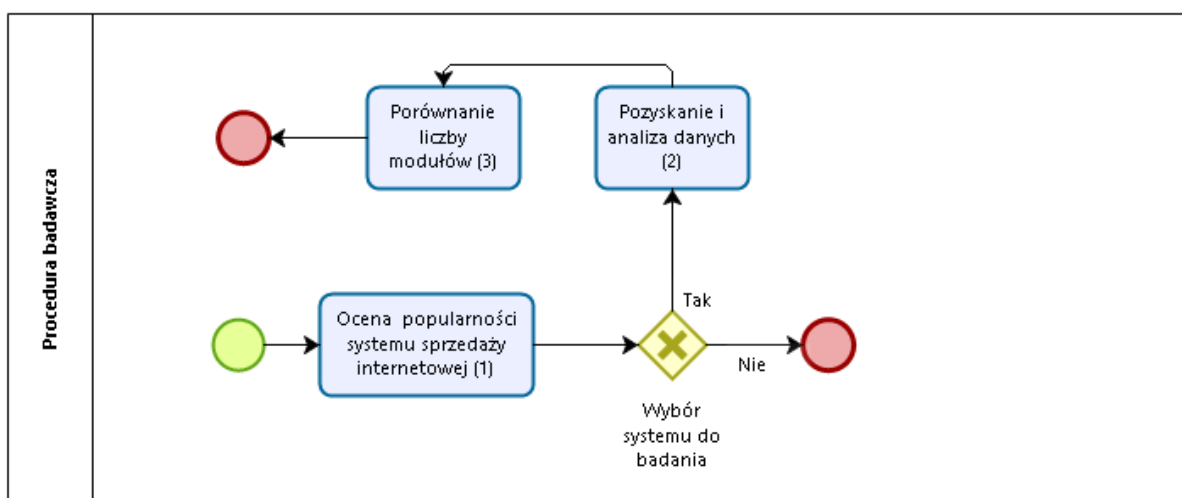 Procedura badawcza
Porównanie
liczby
modułów (3)
Pozyskanie i
analiza danych
(2)
Ocena popularności
systemu sprzedaży
internetowej (1)
Tak
Nie
Wybór
systemu do
badania